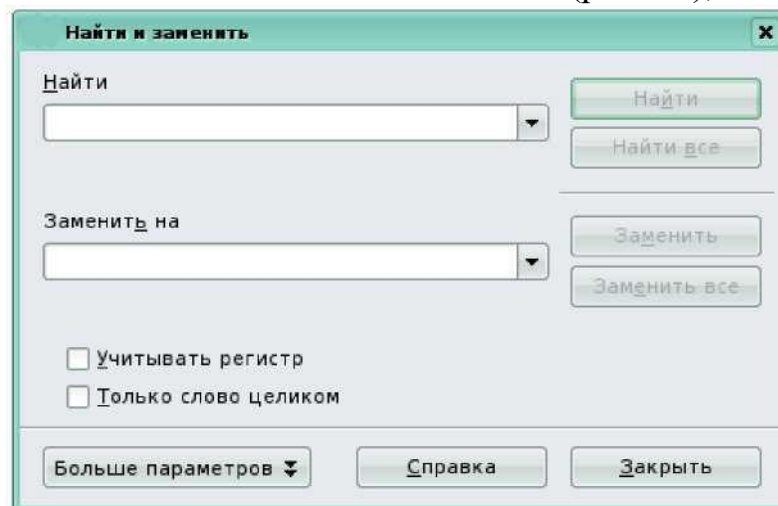 Найти и заменить
Найти
Найти
Найти все
Заменить на
Заменить
Заменить все
Учитывать регистр
Только слово целиком
Больше параметров
Справка
Закрыть